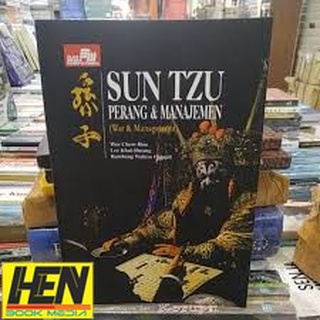 孫子
SUN TZU
PERANG & MANAJEMEN
(War & Management)
Wee Chow-Hou
Lee Khai-Sheang
Bambang Walujo Hidajat
HEN
BOOK MEDIA